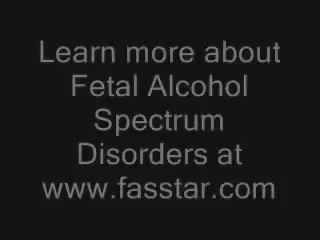 Learn more about
Fetal Alcohol
Spectrum
Disorders at
www.fasstar.com